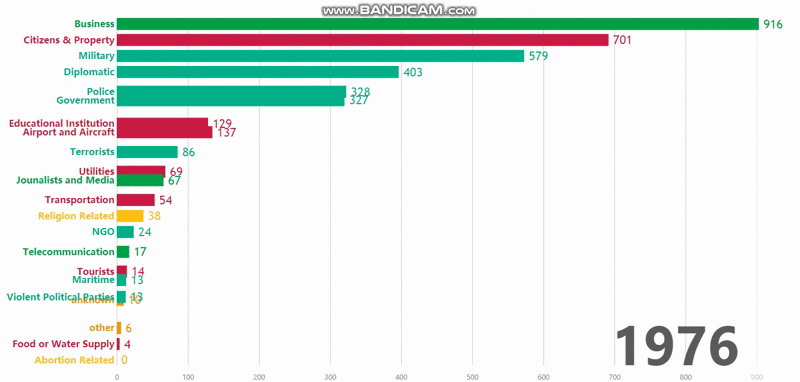 www.BANDICAM.com
Business 916
Citizens & Property 701
Military 579
Diplomatic 403
Police 328
Government 327
Educational Institution 129
Airport and Aircraft 137
Terrorists 86
Utilities 69
Jounalists and Media 67
Transportation 54
Religion Related 38
NGO 24
Telecommunication 17
Tourists 14
Maritime 13
Violent Political Parties 13
unknown 10
other 6
Food or Water Supply 4
Abortion Related 0
1976
0 100 200 300 400 500 600 700 800 900